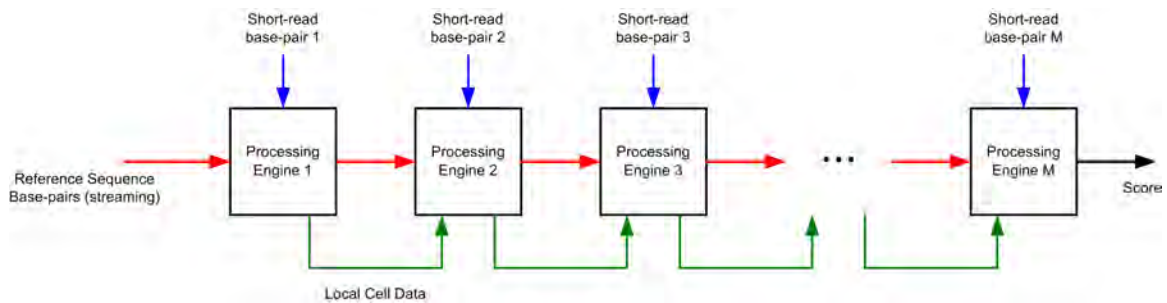 Short-read
base-pair 1
Short-read
base-pair 2
Short-read
base-pair 3
Short-read
base-pair M
Processing
Engine 1
Processing
Engine 2
Processing
Engine 3
...
Processing
Engine M
Reference Sequence
Base-pairs (streaming)
Score
Local Cell Data